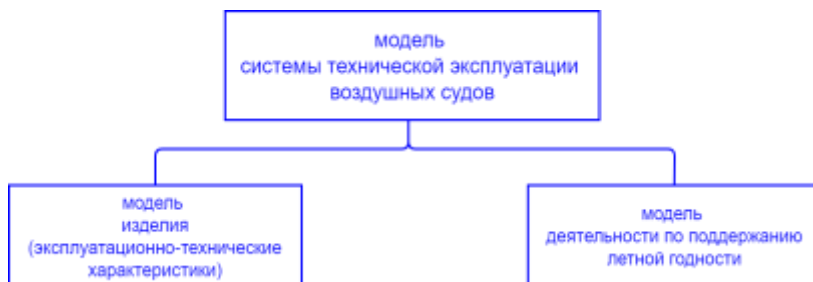 модель
системы технической эксплуатации
воздушных судов
модель
изделия
(эксплуатационно-технические
характеристики)
модель
деятельности по поддержанию
летной годности